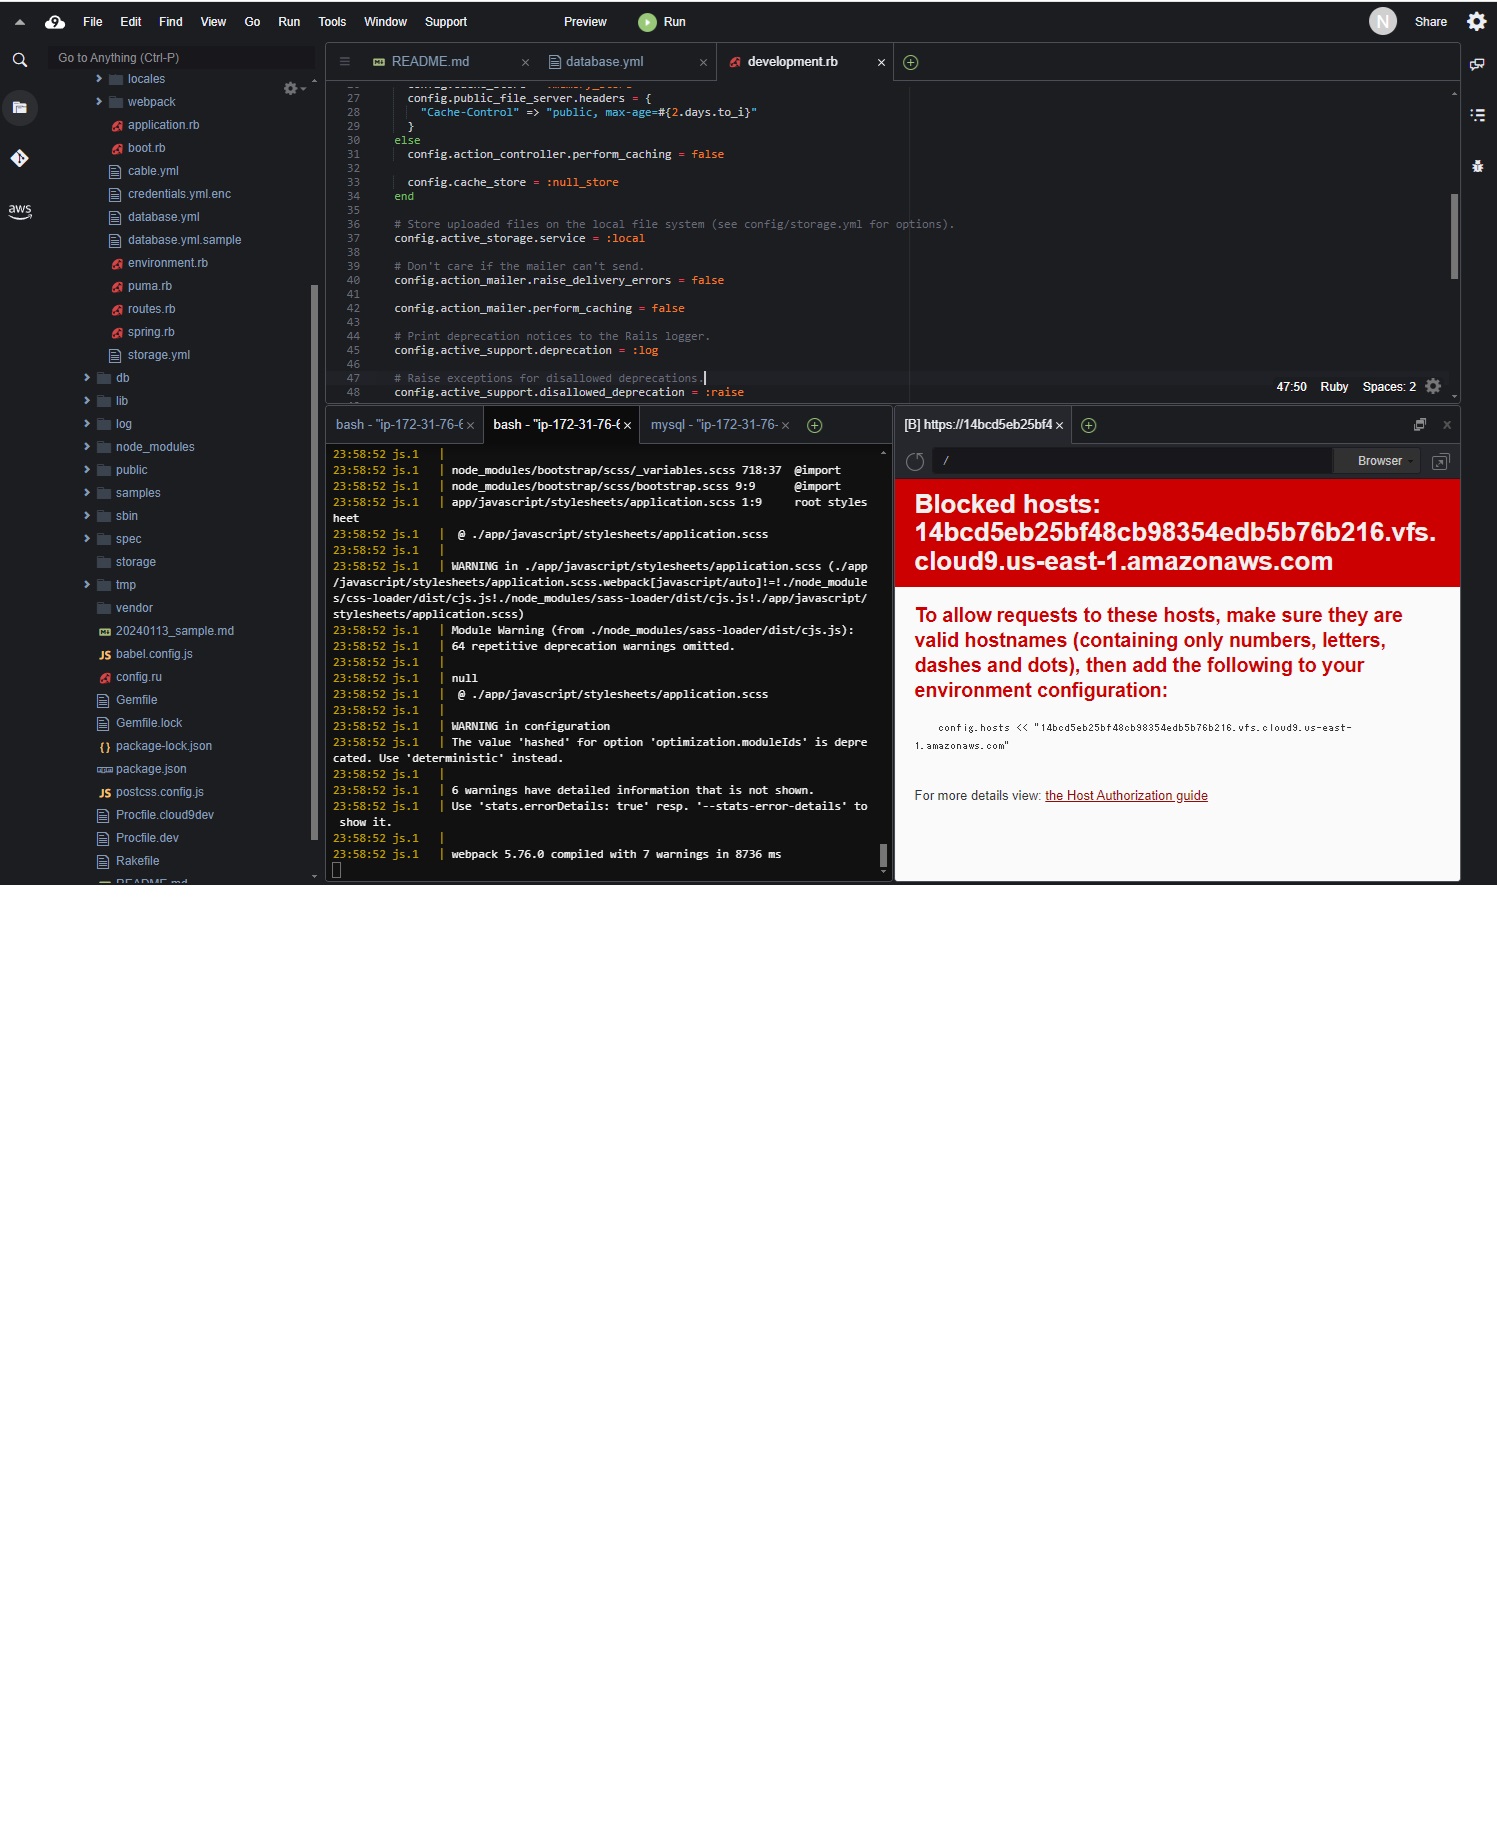 File Edit Find View Go Run Tools Window Support Preview Run N Share
Go to Anything (Ctrl-P)
locales
webpack
application.rb
boot.rb
cable.yml
credentials.yml.enc
database.yml
database.yml.sample
environment.rb
puma.rb
routes.rb
spring.rb
storage.yml
db
lib
log
node_modules
public
samples
sbin
spec
storage
tmp
vendor
20240113_sample.md
babel.config.js
config.ru
Gemfile
Gemfile.lock
package-lock.json
package.json
postcss.config.js
Procfile.cloud9dev
Procfile.dev
Rakefile
README.md
aws
README.md database.yml development.rb
27 config.public_file_server.headers = {
28 "Cache-Control" => "public, max-age=#{2.days.to_i}"
29 }
30 else
31 config.action_controller.perform_caching = false
32
33 config.cache_store = :null_store
34 end
35
36 # Store uploaded files on the local file system (see config/storage.yml for options).
37 config.active_storage.service = :local
38
39 # Don't care if the mailer can't send.
40 config.action_mailer.raise_delivery_errors = false
41
42 config.action_mailer.perform_caching = false
43
44 # Print deprecation notices to the Rails logger.
45 config.active_support.deprecation = :log
46
47 # Raise exceptions for disallowed deprecations.
48 config.active_support.disallowed_deprecation = :raise
47:50 Ruby Spaces: 2
bash - "ip-172-31-76-6 bash - "ip-172-31-76-6 mysql - "ip-172-31-76-
23:58:52 js.1 |
23:58:52 js.1 | node_modules/bootstrap/scss/_variables.scss 718:37 @import
23:58:52 js.1 | node_modules/bootstrap/scss/bootstrap.scss 9:9 @import
23:58:52 js.1 | app/javascript/stylesheets/application.scss 1:9 root styles
heet
23:58:52 js.1 | @ ./app/javascript/stylesheets/application.scss
23:58:52 js.1 |
23:58:52 js.1 | WARNING in ./app/javascript/stylesheets/application.scss (./app
/javascript/stylesheets/application.scss.webpack[javascript/auto]!=!./node_module
s/css-loader/dist/cjs.js!./node_modules/sass-loader/dist/cjs.js!./app/javascript/
stylesheets/application.scss)
23:58:52 js.1 | Module Warning (from ./node_modules/sass-loader/dist/cjs.js):
23:58:52 js.1 | 64 repetitive deprecation warnings omitted.
23:58:52 js.1 |
23:58:52 js.1 | null
23:58:52 js.1 | @ ./app/javascript/stylesheets/application.scss
23:58:52 js.1 |
23:58:52 js.1 | WARNING in configuration
23:58:52 js.1 | The value 'hashed' for option 'optimization.moduleIds' is depre
cated. Use 'deterministic' instead.
23:58:52 js.1 |
23:58:52 js.1 | 6 warnings have detailed information that is not shown.
23:58:52 js.1 | Use 'stats.errorDetails: true' resp. '--stats-error-details' to
show it.
23:58:52 js.1 |
23:58:52 js.1 | webpack 5.76.0 compiled with 7 warnings in 8736 ms
[B] https://14bcd5eb25bf4
/ Browser
Blocked hosts:
14bcd5eb25bf48cb98354edb5b76b216.vfs.
cloud9.us-east-1.amazonaws.com
To allow requests to these hosts, make sure they are
valid hostnames (containing only numbers, letters,
dashes and dots), then add the following to your
environment configuration:
config.hosts << "14bcd5eb25bf48cb98354edb5b76b216.vfs.cloud9.us-east-
1.amazonaws.com"
For more details view: the Host Authorization guide